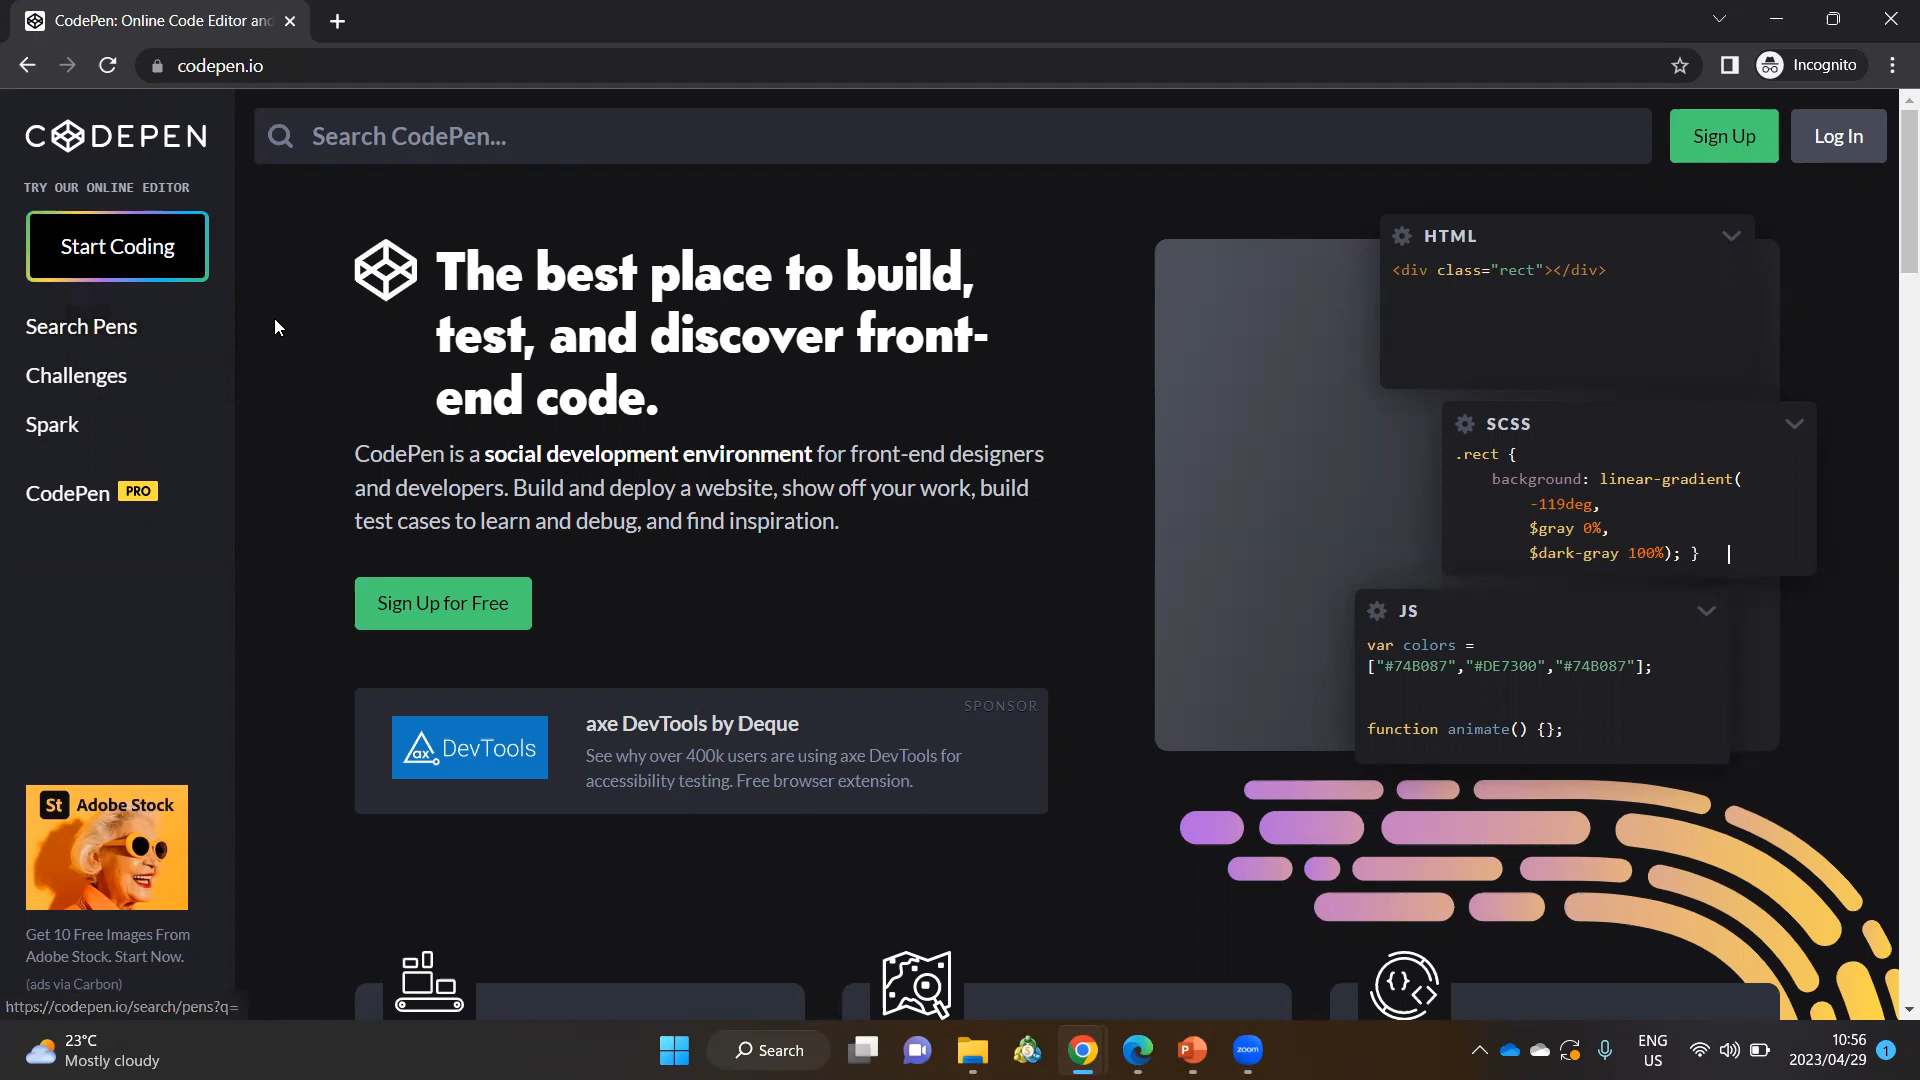 CodePen: Online Code Editor and
codepen.io
Incognito
CODEPEN
Search CodePen...
Sign Up
Log In
TRY OUR ONLINE EDITOR
Start Coding
Search Pens
Challenges
Spark
CodePen PRO
The best place to build,
test, and discover front-
end code.
CodePen is a social development environment for front-end designers
and developers. Build and deploy a website, show off your work, build
test cases to learn and debug, and find inspiration.
Sign Up for Free
SPONSOR
ax DevTools
axe DevTools by Deque
See why over 400k users are using axe DevTools for
accessibility testing. Free browser extension.
HTML
<div class="rect"></div>
SCSS
.rect {
background: linear-gradient(
-119deg,
$gray 0%,
$dark-gray 100%); }
JS
var colors =
["#74B087","#DE7300","#74B087"];
function animate() {};
St Adobe Stock
Get 10 Free Images From
Adobe Stock. Start Now.
(ads via Carbon)
https://codepen.io/search/pens?q=
23°C
Mostly cloudy
Search
zoom
ENG
US
10:56
2023/04/29
1